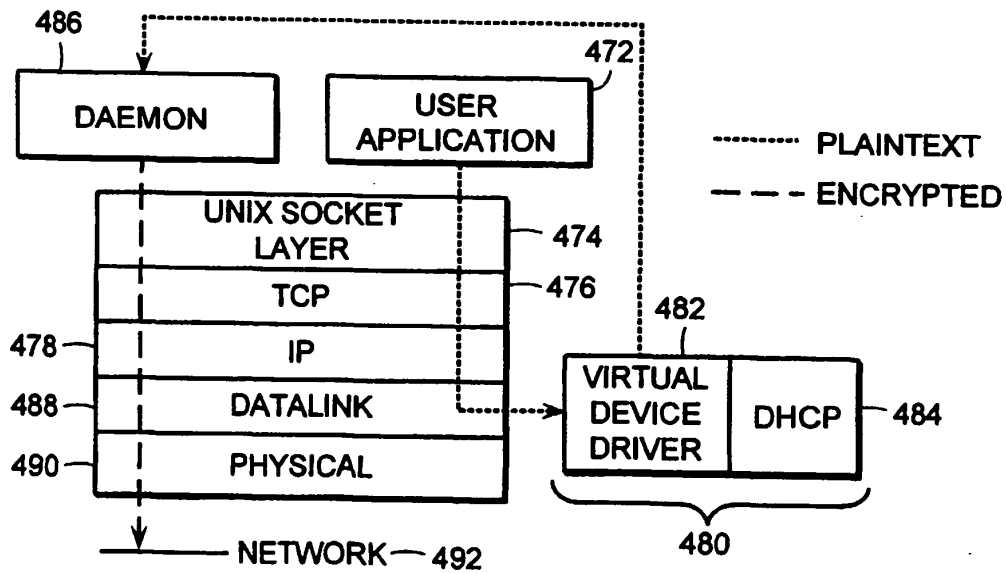 486
472
DAEMON
USER
APPLICATION
PLAINTEXT
ENCRYPTED
UNIX SOCKET
LAYER
474
TCP
476
478
IP
482
488
DATALINK
VIRTUAL
DEVICE
DRIVER
DHCP
484
490
PHYSICAL
480
NETWORK
492